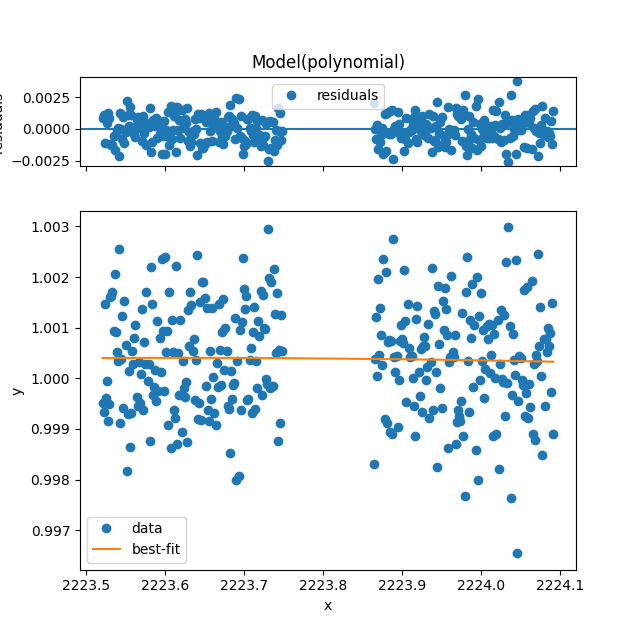 Model(polynomial)
residuals
0.0025
0.0000
−0.0025
residuals
1.003
1.002
1.001
1.000
0.999
0.998
0.997
y
data
best-fit
2223.5 2223.6 2223.7 2223.8 2223.9 2224.0 2224.1
x